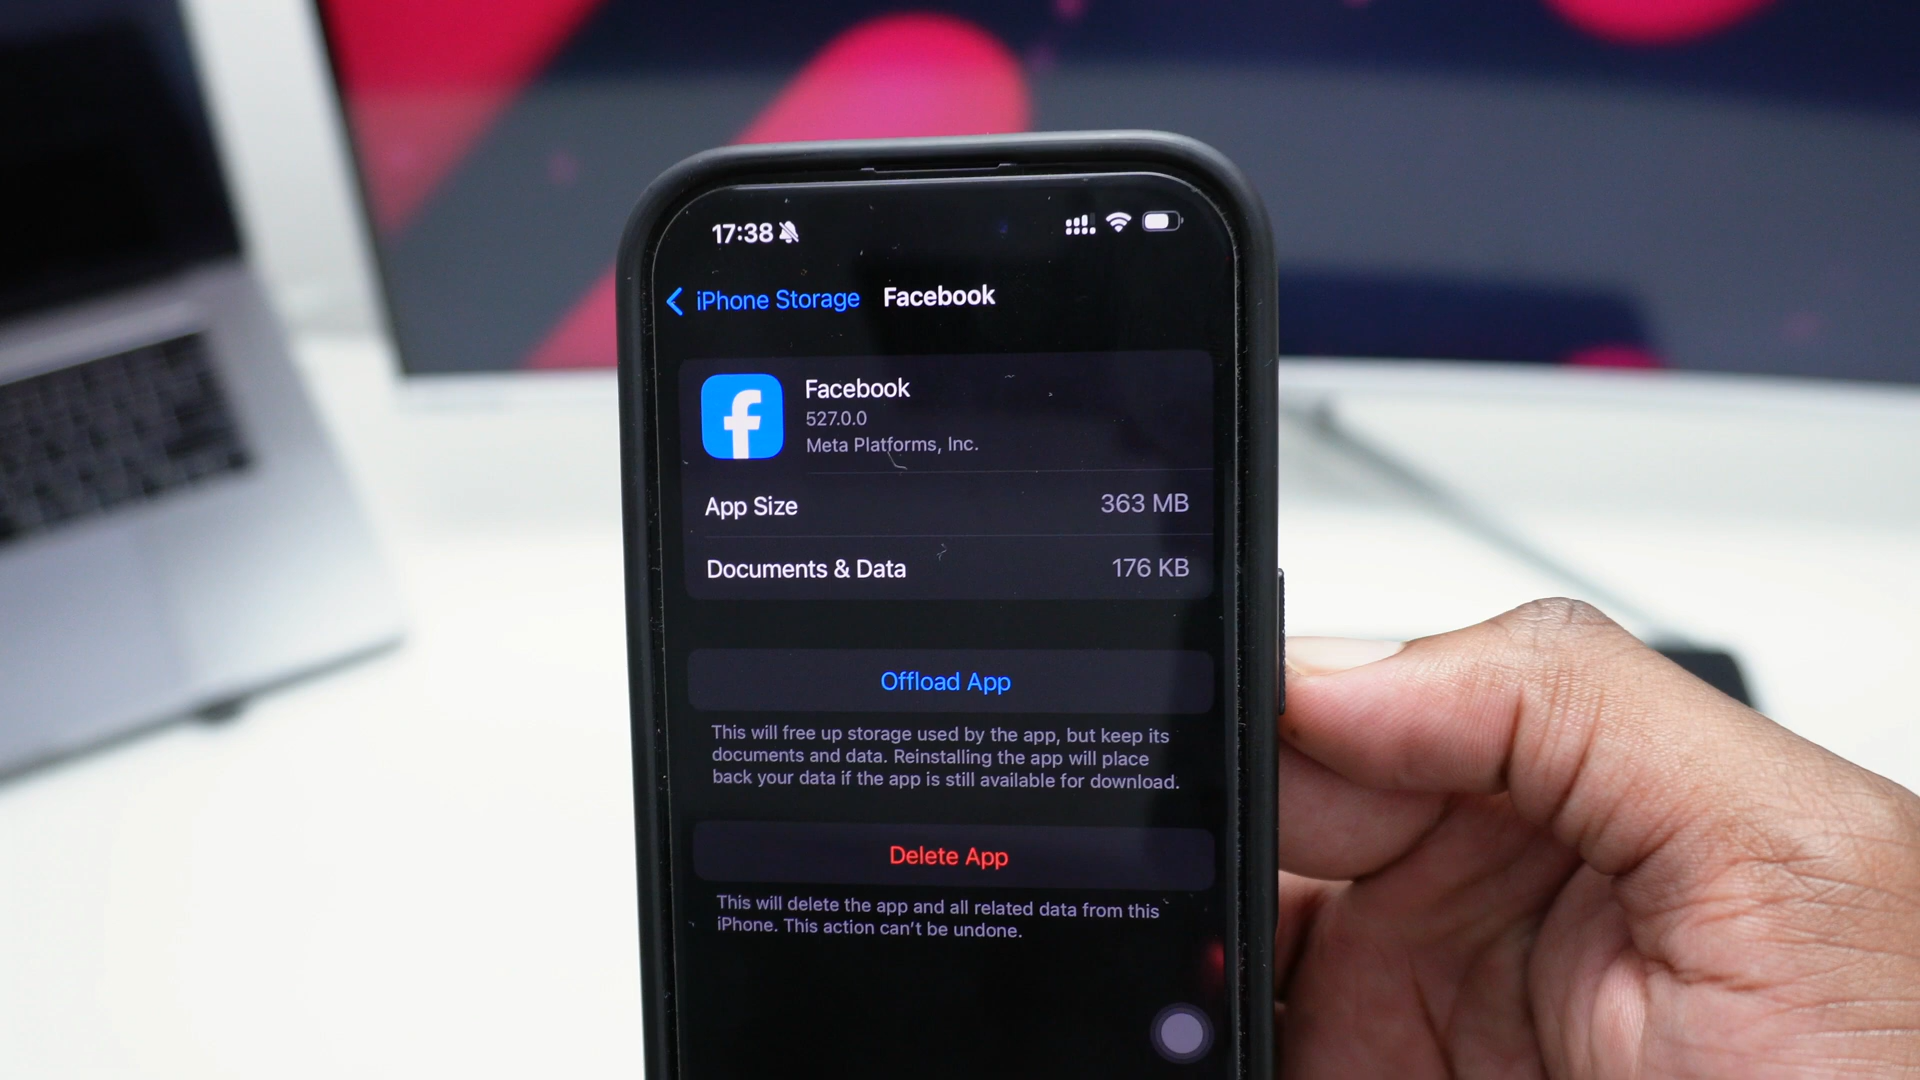 17:38
iPhone Storage Facebook
Facebook
527.0.0
Meta Platforms, Inc.
App Size 363 MB
Documents & Data 176 KB
Offload App
This will free up storage used by the app, but keep its
documents and data. Reinstalling the app will place
back your data if the app is still available for download.
Delete App
This will delete the app and all related data from this
iPhone. This action can't be undone.